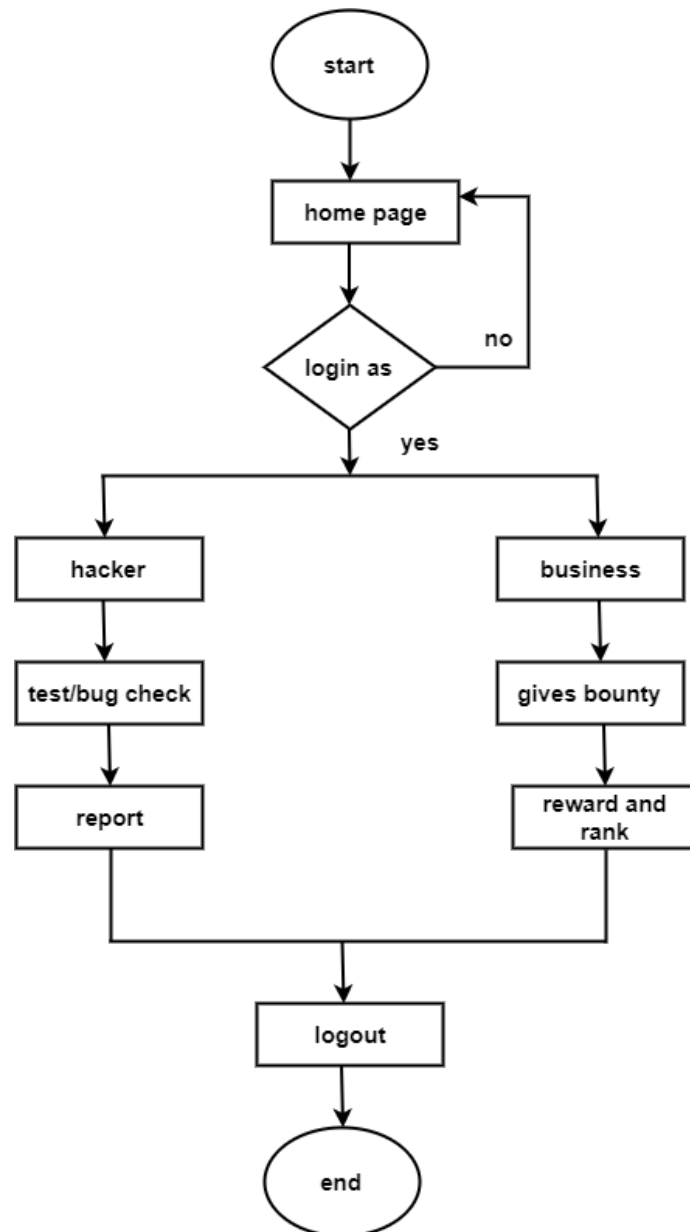 start
home page
no
login as
yes
hacker
business
test/bug check
gives bounty
report
reward and
rank
logout
end